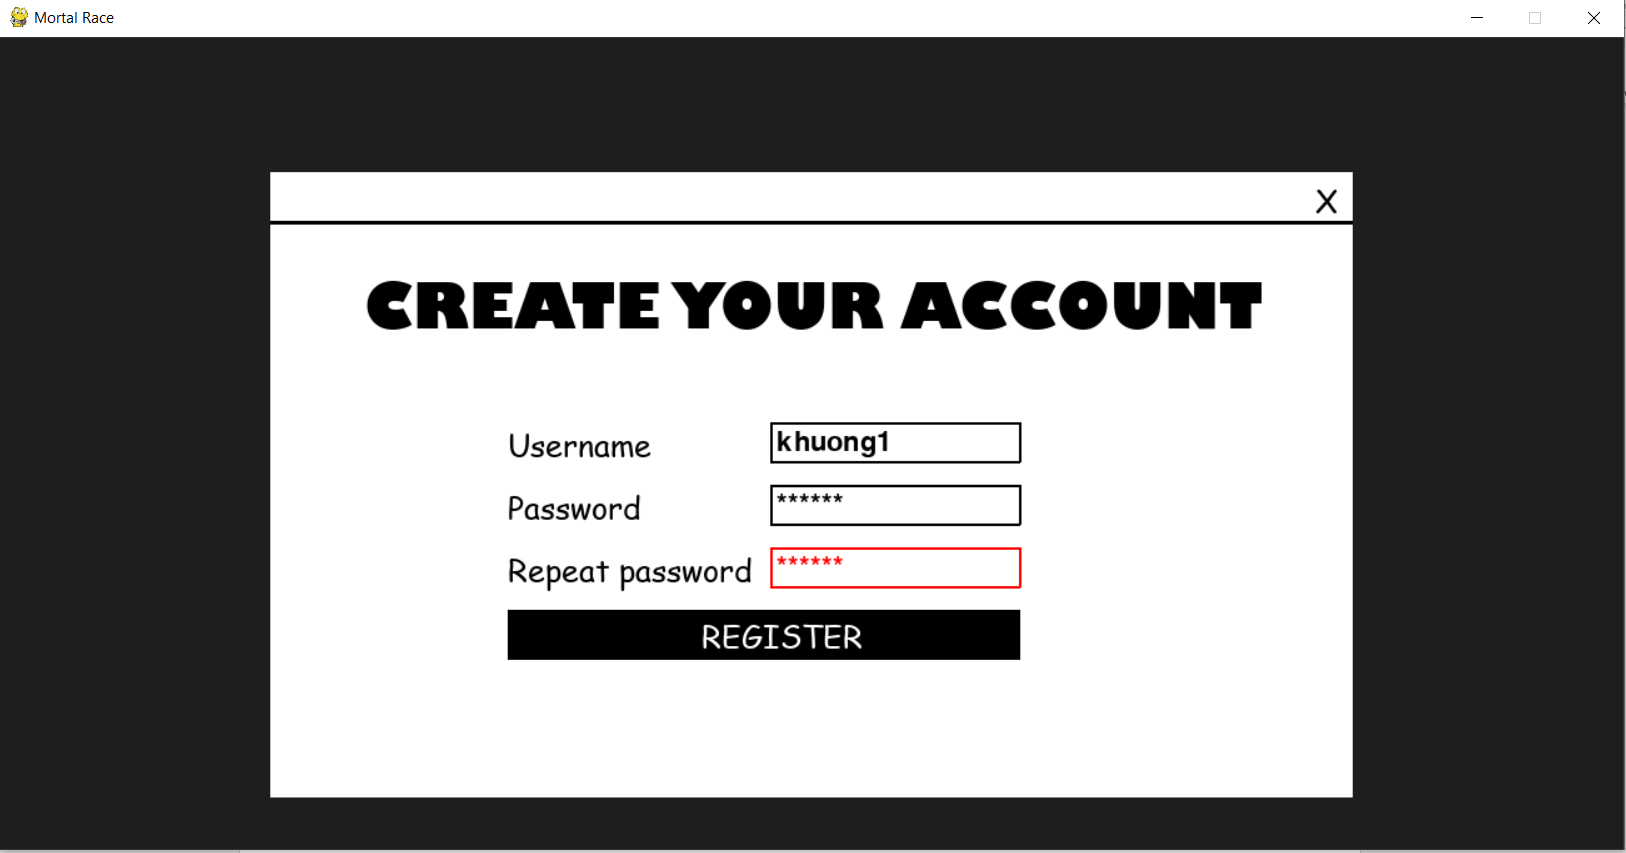 Mortal Race
X
CREATE YOUR ACCOUNT
Username khuong1
Password ******
Repeat password ******
REGISTER